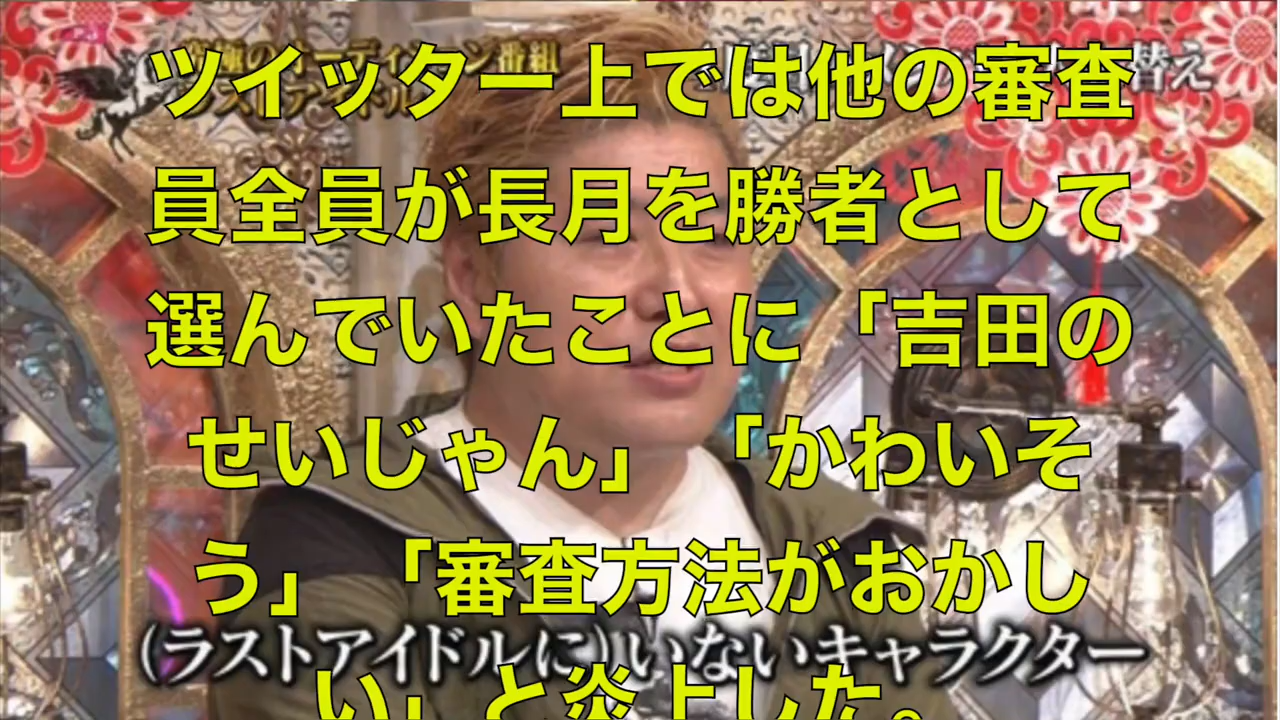 ツイッター上では他の審査
員全員が長月を勝者として
選んでいたことに「吉田の
せいじゃん」「かわいそ
う」「審査方法がおかし
い」と炎上した。
(ラストアイドルに)いないキャラクター
番組
替え